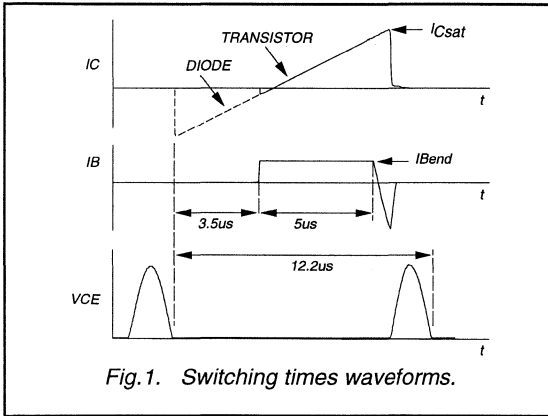 ICsat
TRANSISTOR
IC
DIODE
t
IB
IBend
t
3.5us
5us
12.2us
VCE
t
Fig.1. Switching times waveforms.